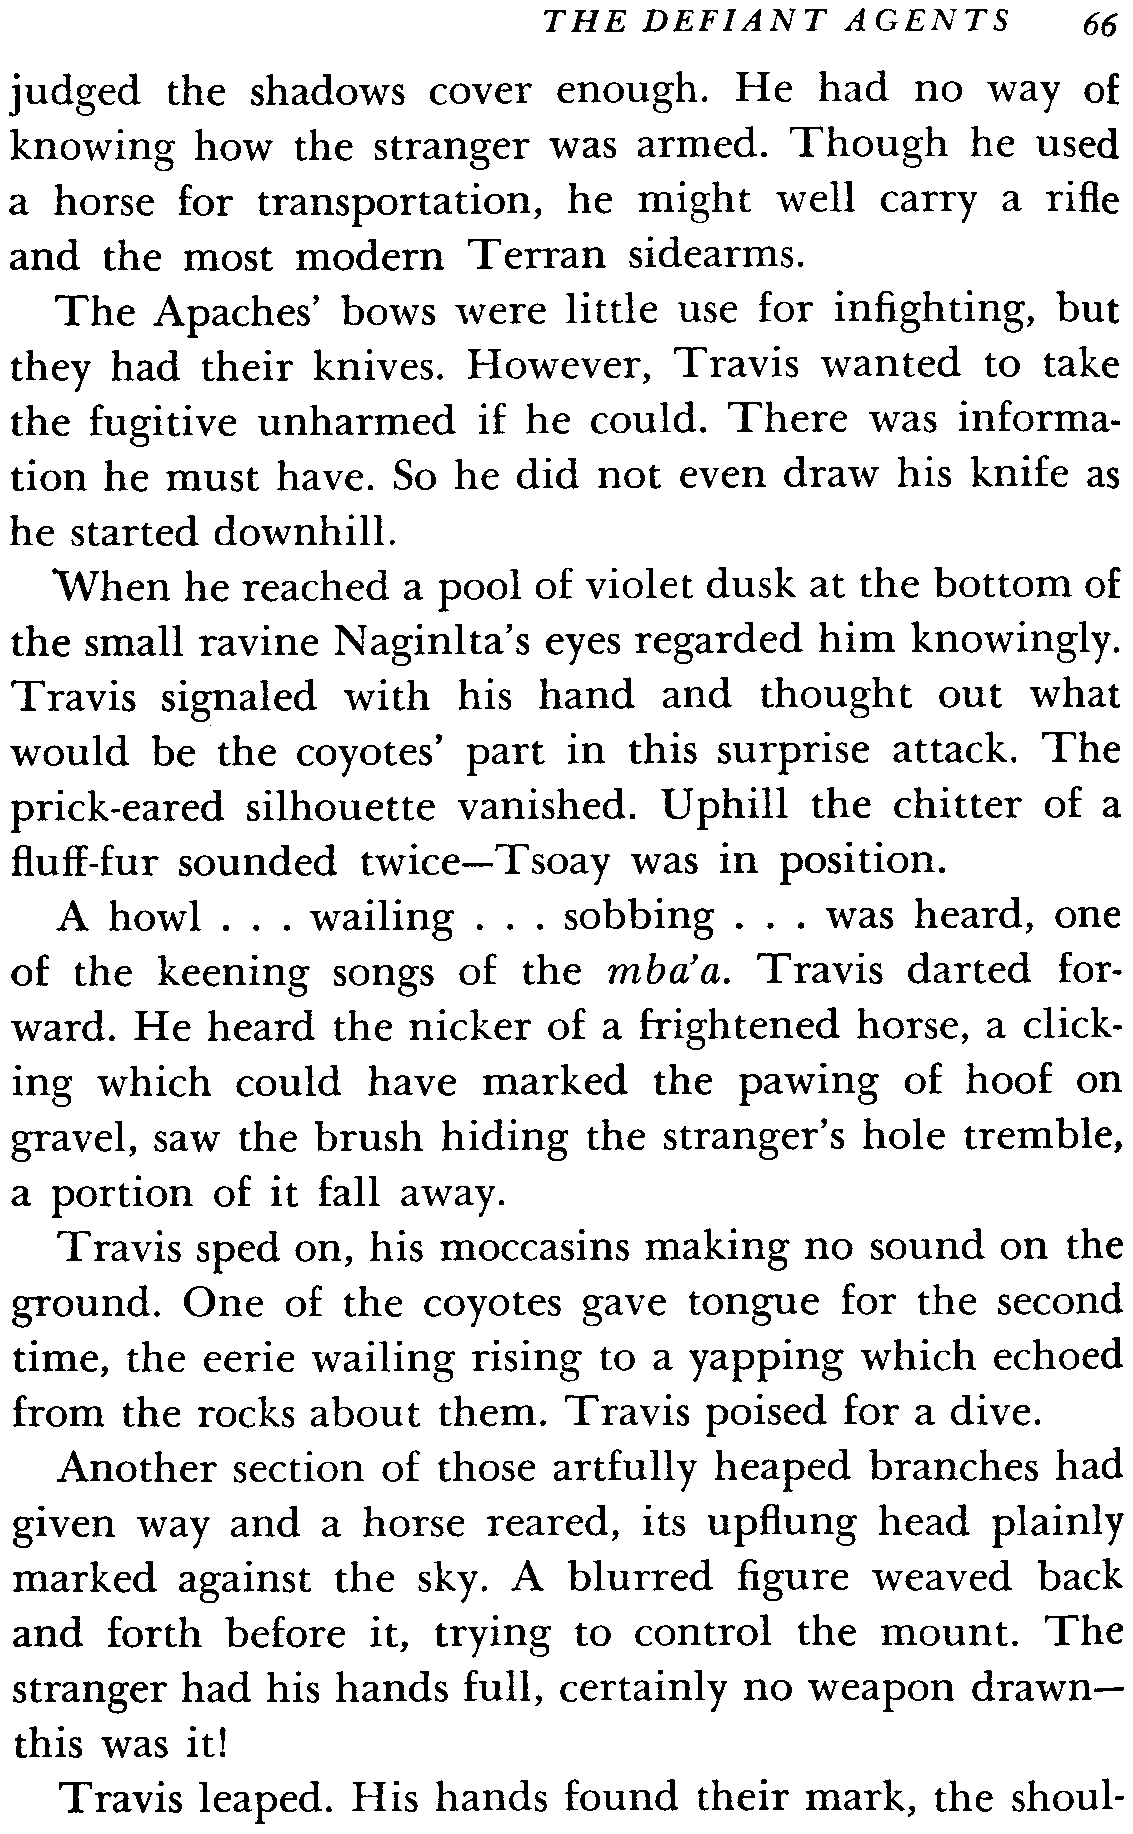 THE DEFIANT AGENTS 66
judged the shadows cover enough. He had no way of
knowing how the stranger was armed. Though he used
a horse for transportation, he might well carry a rifle
and the most modern Terran sidearms.
The Apaches' bows were little use for infighting, but
they had their knives. However, Travis wanted to take
the fugitive unharmed if he could. There was informa-
tion he must have. So he did not even draw his knife as
he started downhill.
When he reached a pool of violet dusk at the bottom of
the small ravine Naginlta's eyes regarded him knowingly.
Travis signaled with his hand and thought out what
would be the coyotes' part in this surprise attack. The
prick-eared silhouette vanished. Uphill the chitter of a
fluff-fur sounded twice—Tsoay was in position.
A howl . . . wailing . . . sobbing . . . was heard, one
of the keening songs of the mba'a. Travis darted for-
ward. He heard the nicker of a frightened horse, a click-
ing which could have marked the pawing of hoof on
gravel, saw the brush hiding the stranger's hole tremble,
a portion of it fall away.
Travis sped on, his moccasins making no sound on the
ground. One of the coyotes gave tongue for the second
time, the eerie wailing rising to a yapping which echoed
from the rocks about them. Travis poised for a dive.
Another section of those artfully heaped branches had
given way and a horse reared, its upflung head plainly
marked against the sky. A blurred figure weaved back
and forth before it, trying to control the mount. The
stranger had his hands full, certainly no weapon drawn—
this was it!
Travis leaped. His hands found their mark, the shoul-